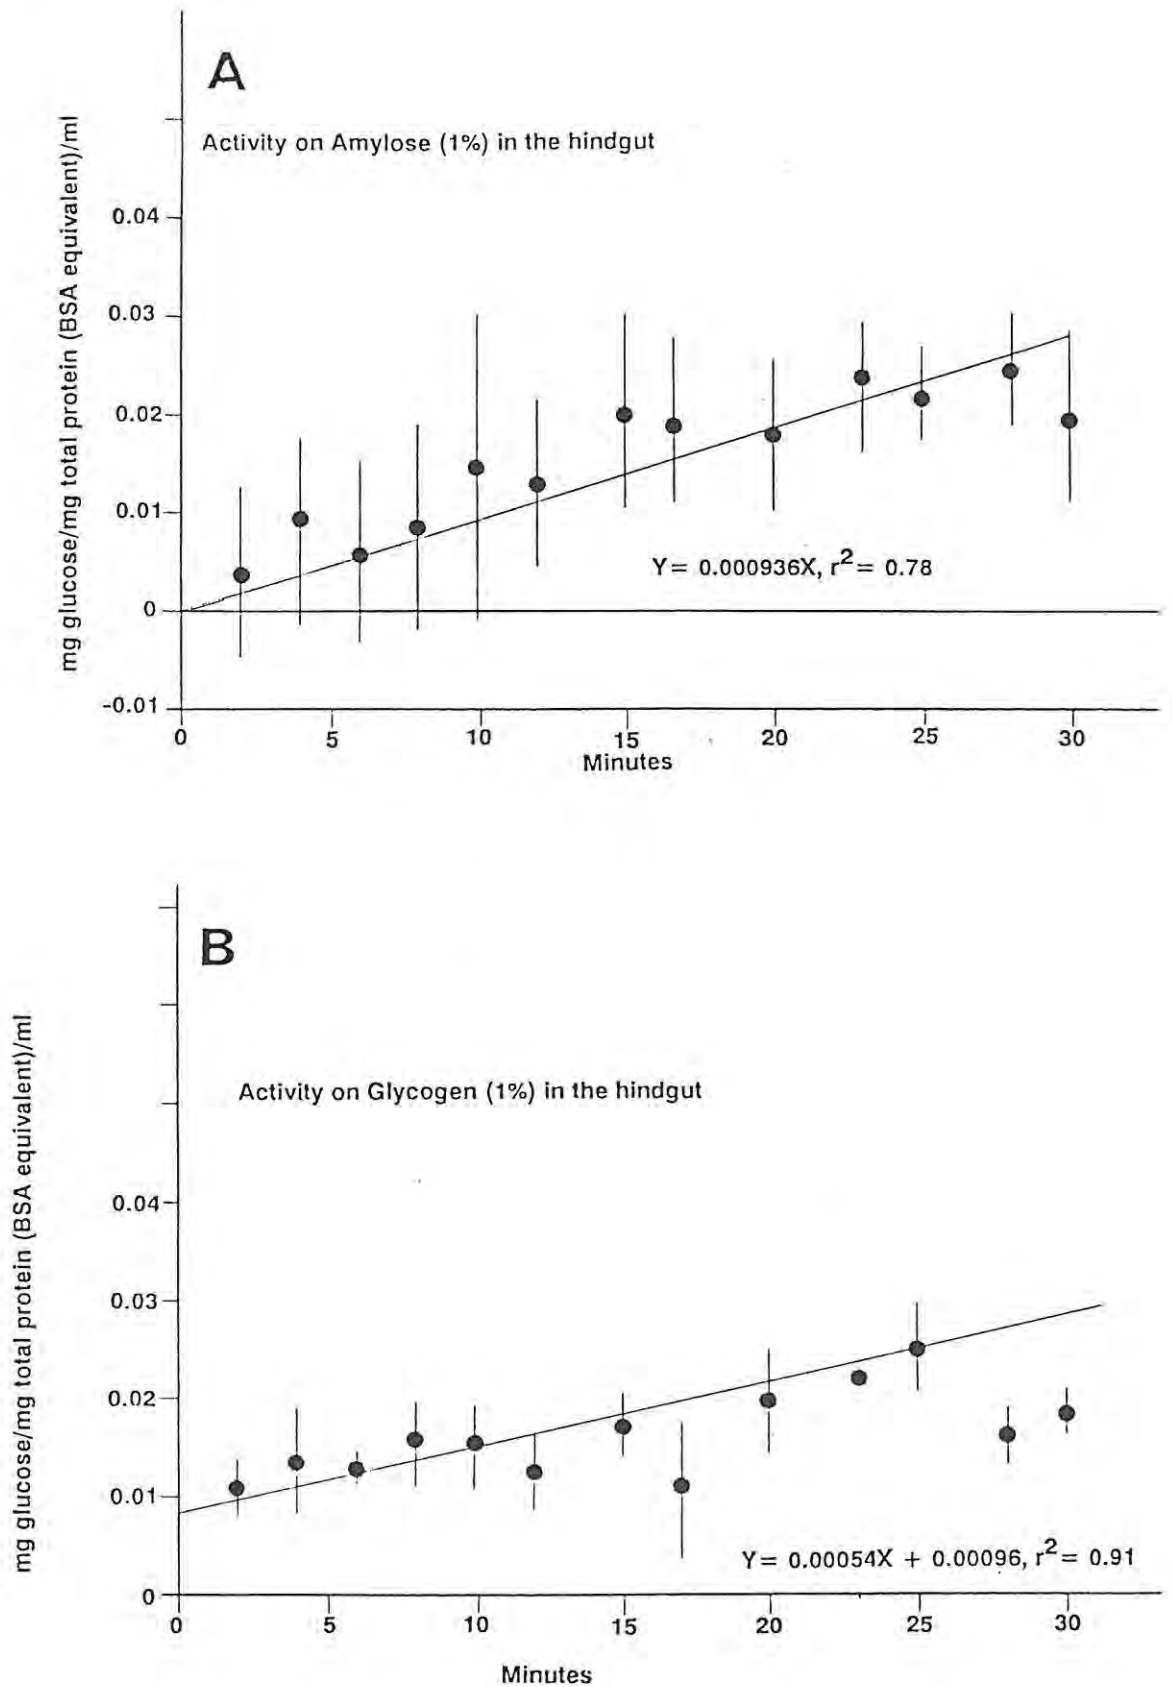 A
Activity on Amylose (1%) in the hindgut
mg glucose/mg total protein (BSA equivalent)/ml
0.04
0.03
0.02
0.01
0
-0.01
Y= 0.000936X, r2= 0.78
0 5 10 15 20 25 30
Minutes
B
Activity on Glycogen (1%) in the hindgut
mg glucose/mg total protein (BSA equivalent)/ml
0.04
0.03
0.02
0.01
0
Y= 0.00054X + 0.00096, r2= 0.91
0 5 10 15 20 25 30
Minutes